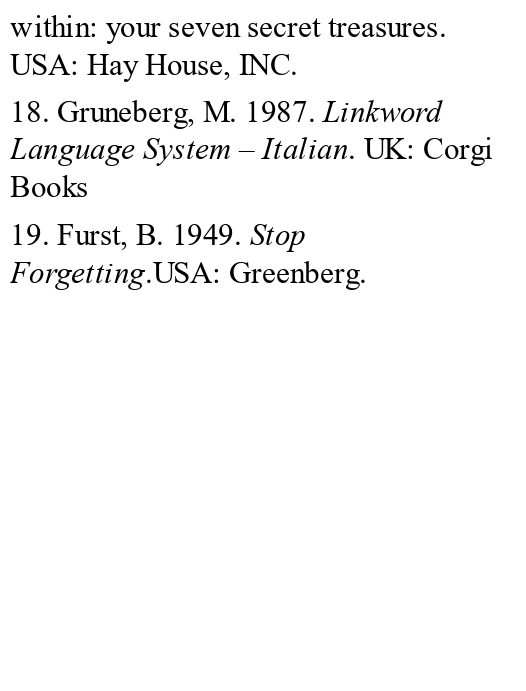 within: your seven secret treasures.
USA: Hay House, INC.
18. Gruneberg, M. 1987. Linkword
Language System – Italian. UK: Corgi
Books
19. Furst, B. 1949. Stop
Forgetting.USA: Greenberg.